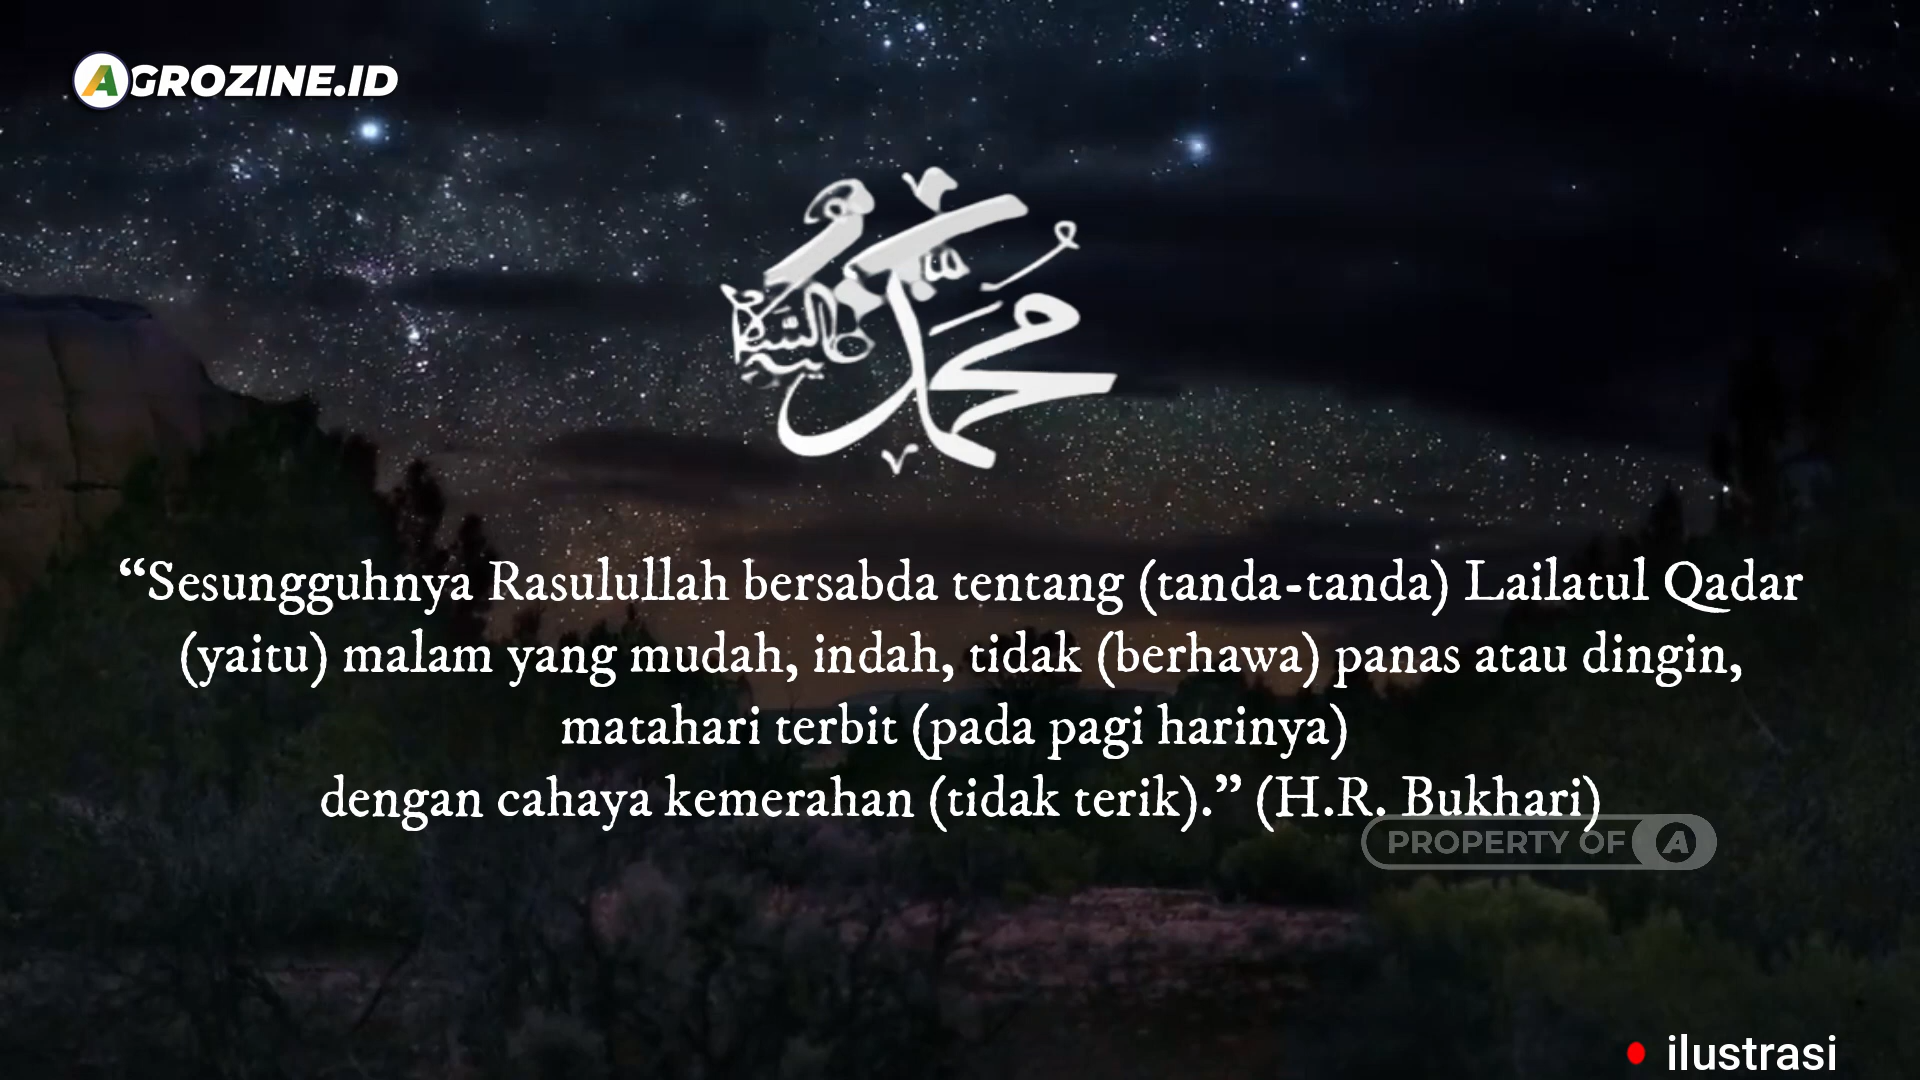 AGROZINE.ID
محمد
عليه السلام
“Sesungguhnya Rasulullah bersabda tentang (tanda-tanda) Lailatul Qadar
(yaitu) malam yang mudah, indah, tidak (berhawa) panas atau dingin,
matahari terbit (pada pagi harinya)
dengan cahaya kemerahan (tidak terik).” (H.R. Bukhari)
PROPERTY OF A
ilustrasi